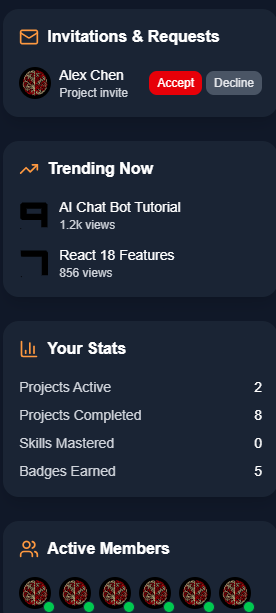 Invitations & Requests
Alex Chen
Project invite
Accept
Decline
Trending Now
AI Chat Bot Tutorial
1.2k views
React 18 Features
856 views
Your Stats
Projects Active 2
Projects Completed 8
Skills Mastered 0
Badges Earned 5
Active Members